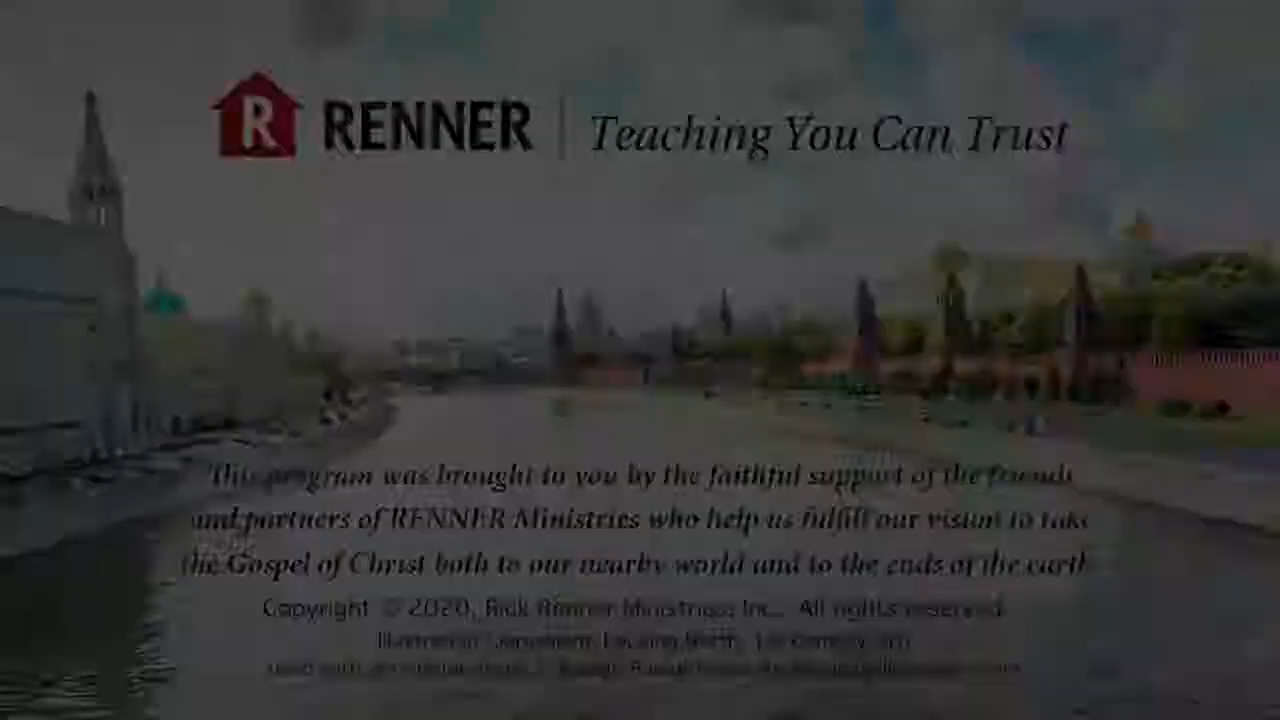 R RENNER | Teaching You Can Trust
This program was brought to you by the faithful support of the friends
and partners of RENNER Ministries who help us fulfill our vision to take
the Gospel of Christ both to our nearby world and to the ends of the earth
Copyright © 2020, Rick Renner Ministries, Inc. All rights reserved.